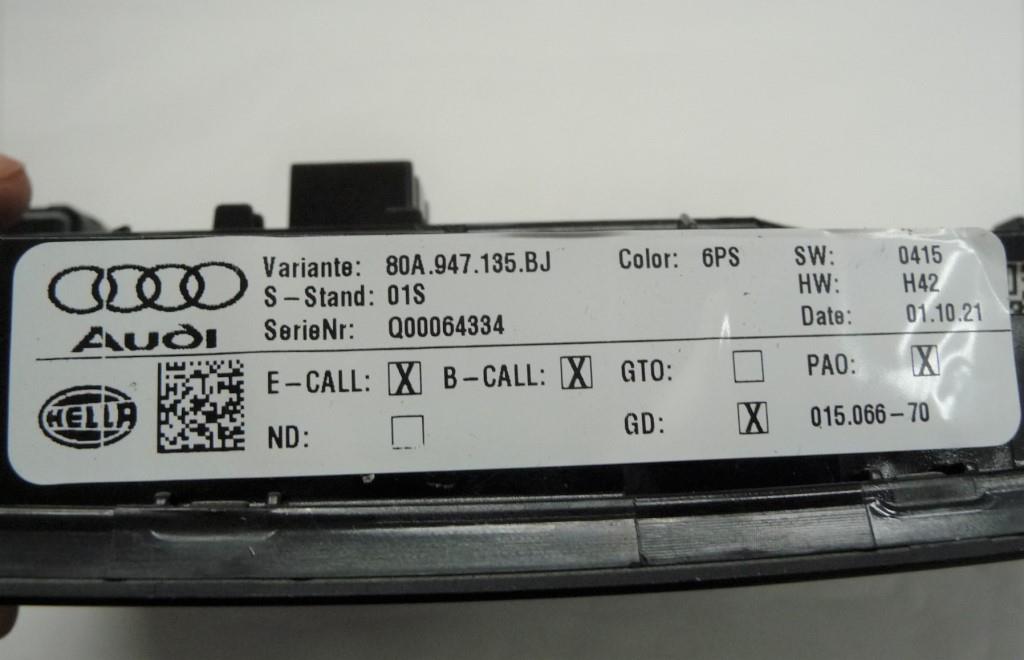 Variante: 80A.947.135.BJ Color: 6PS SW: 0415
S-Stand: 01S HW: H42
Audi SerieNr: Q00064334 Date: 01.10.21
E-CALL: X B-CALL: X GTO: PAO: X
HELLA
ND: GD: X 015.066-70